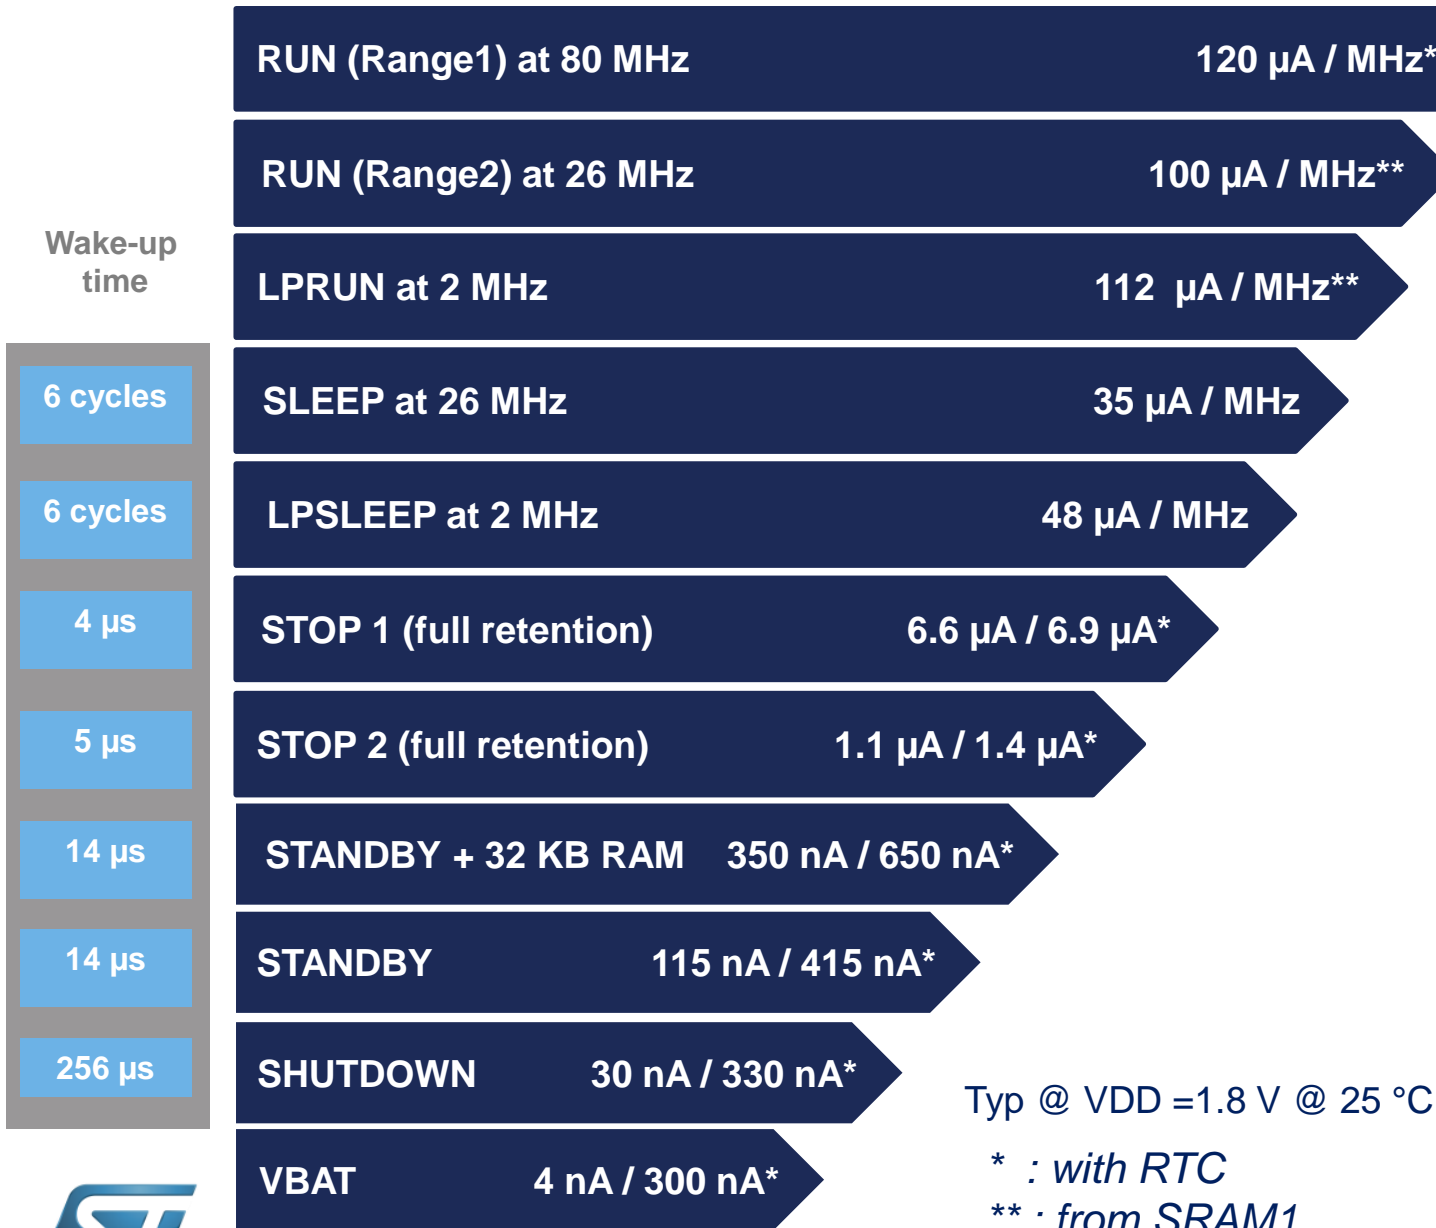 RUN (Range1) at 80 MHz 120 µA / MHz*
RUN (Range2) at 26 MHz 100 µA / MHz**
Wake-up
time
LPRUN at 2 MHz 112 µA / MHz**
6 cycles SLEEP at 26 MHz 35 µA / MHz
6 cycles LPSLEEP at 2 MHz 48 µA / MHz
4 µs STOP 1 (full retention) 6.6 µA / 6.9 µA*
5 µs STOP 2 (full retention) 1.1 µA / 1.4 µA*
14 µs STANDBY + 32 KB RAM 350 nA / 650 nA*
14 µs STANDBY 115 nA / 415 nA*
256 µs SHUTDOWN 30 nA / 330 nA*
Typ @ VDD =1.8 V @ 25 °C
VBAT 4 nA / 300 nA*
* : with RTC
** : from SRAM1